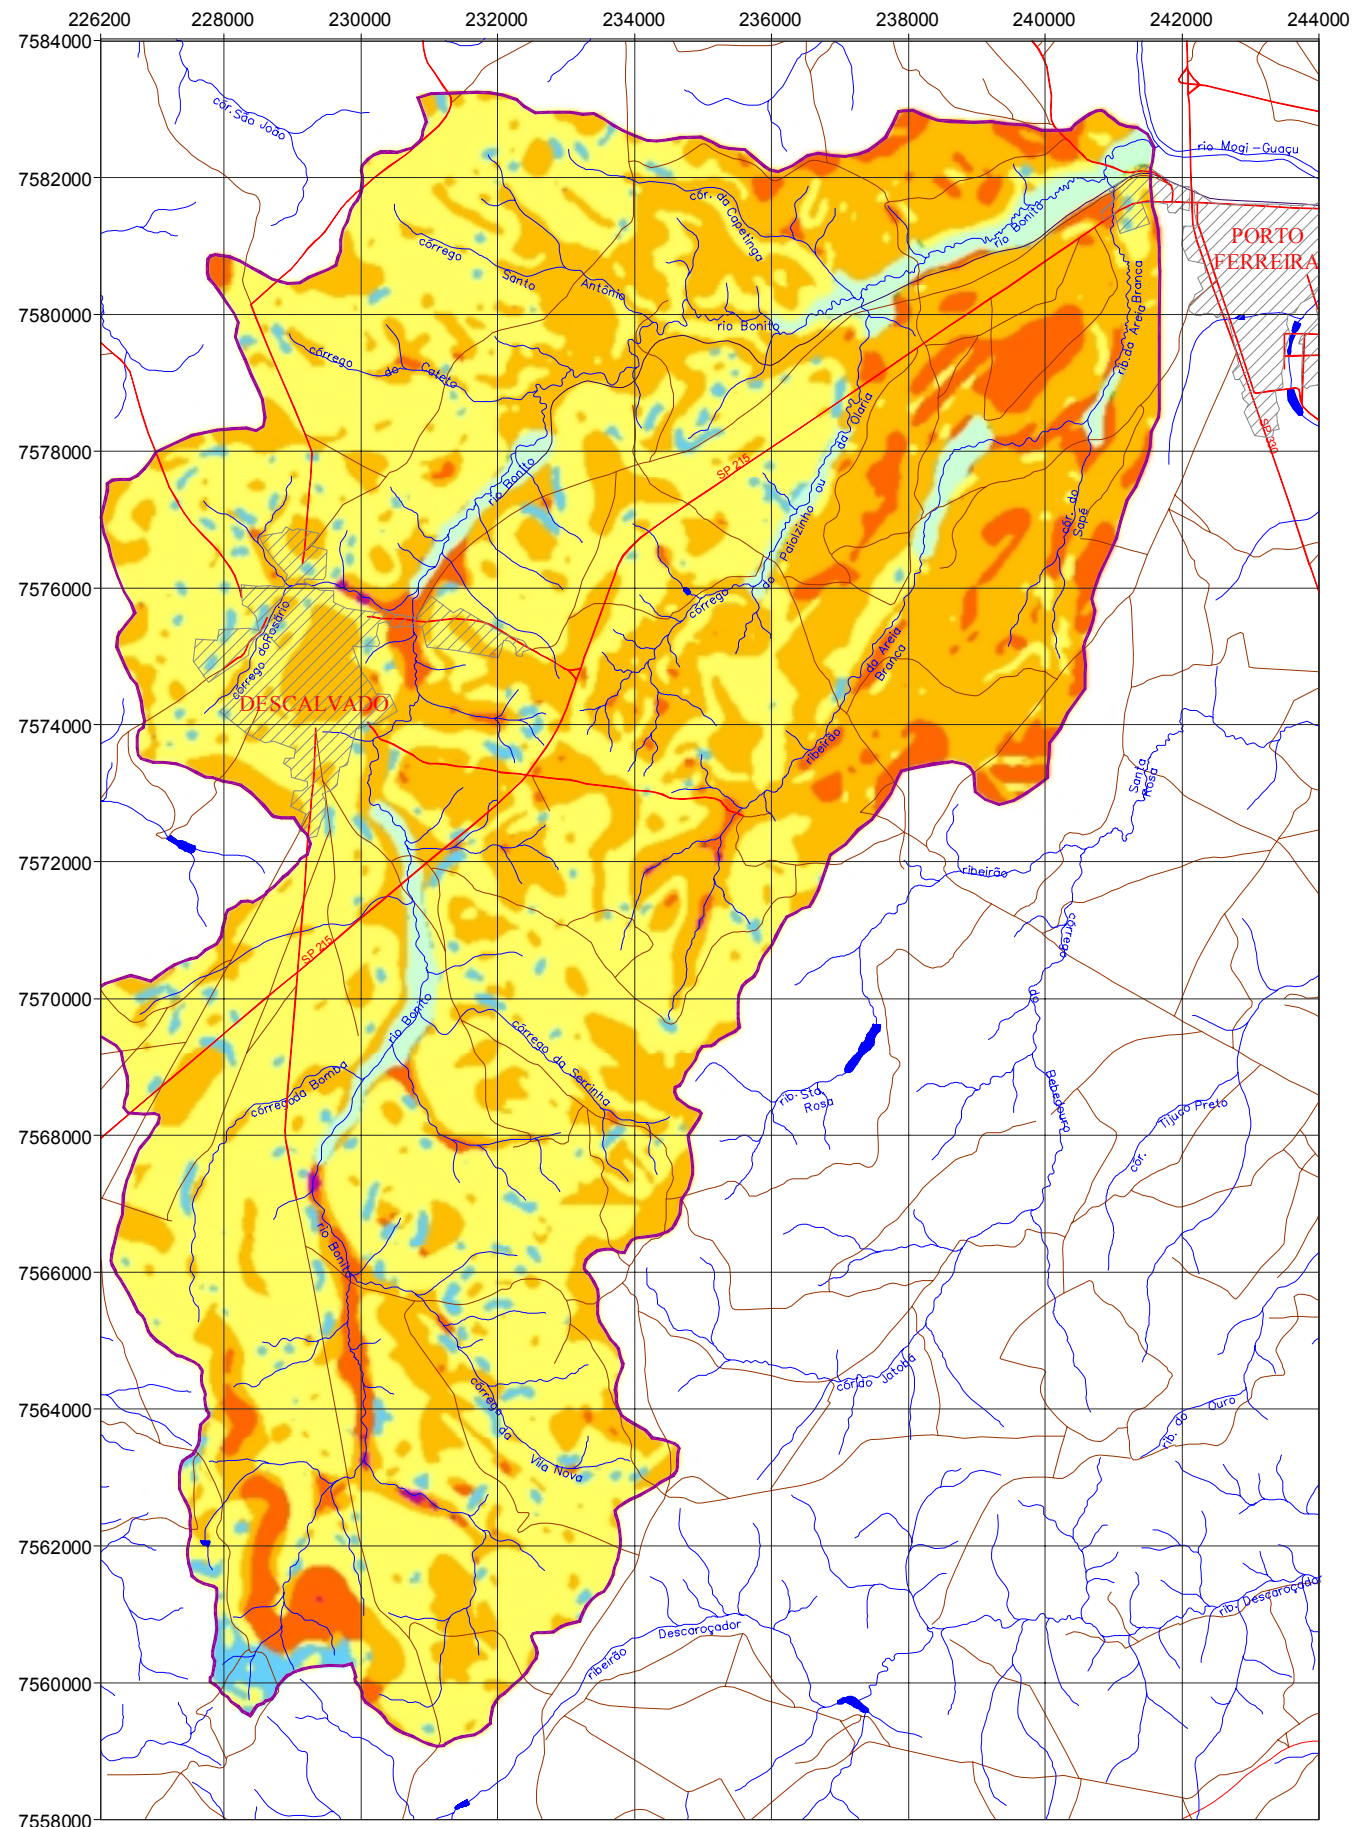 226200 228000 230000 232000 234000 236000 238000 240000 242000 244000
7584000
cór.São João
rio Mogi-Guaçu
7582000
cór. da Capetinga
rio Bonito
PORTO
FERREIRA
córrego
Santo
Antônio
rib.da Areia Branca
7580000
rio Bonito
córrego
do
Cateto
da Olaria
7578000
SP 330
SP 215
rio Bonito
Paiolzinho ou
cór. do
Sapé
7576000
do
córrego
córrego do Rosário
da Areia
Branca
DESCALVADO
7574000
ribeirão
Santa
Rosa
7572000
ribeirão
SP 215
córrego
7570000
do
rio Bonito
córrego da Serrinha
córrego da Bomba
rib. Sta.
Rosa
Bebedouro
Tijuco Preto
7568000
cór.
rio Bonito
7566000
córrego
cór.do Jatobá
7564000
da
rib. do Ouro
Vila Nova
7562000
rib. Descaroçador
Descaroçador
ribeirão
7560000
7558000